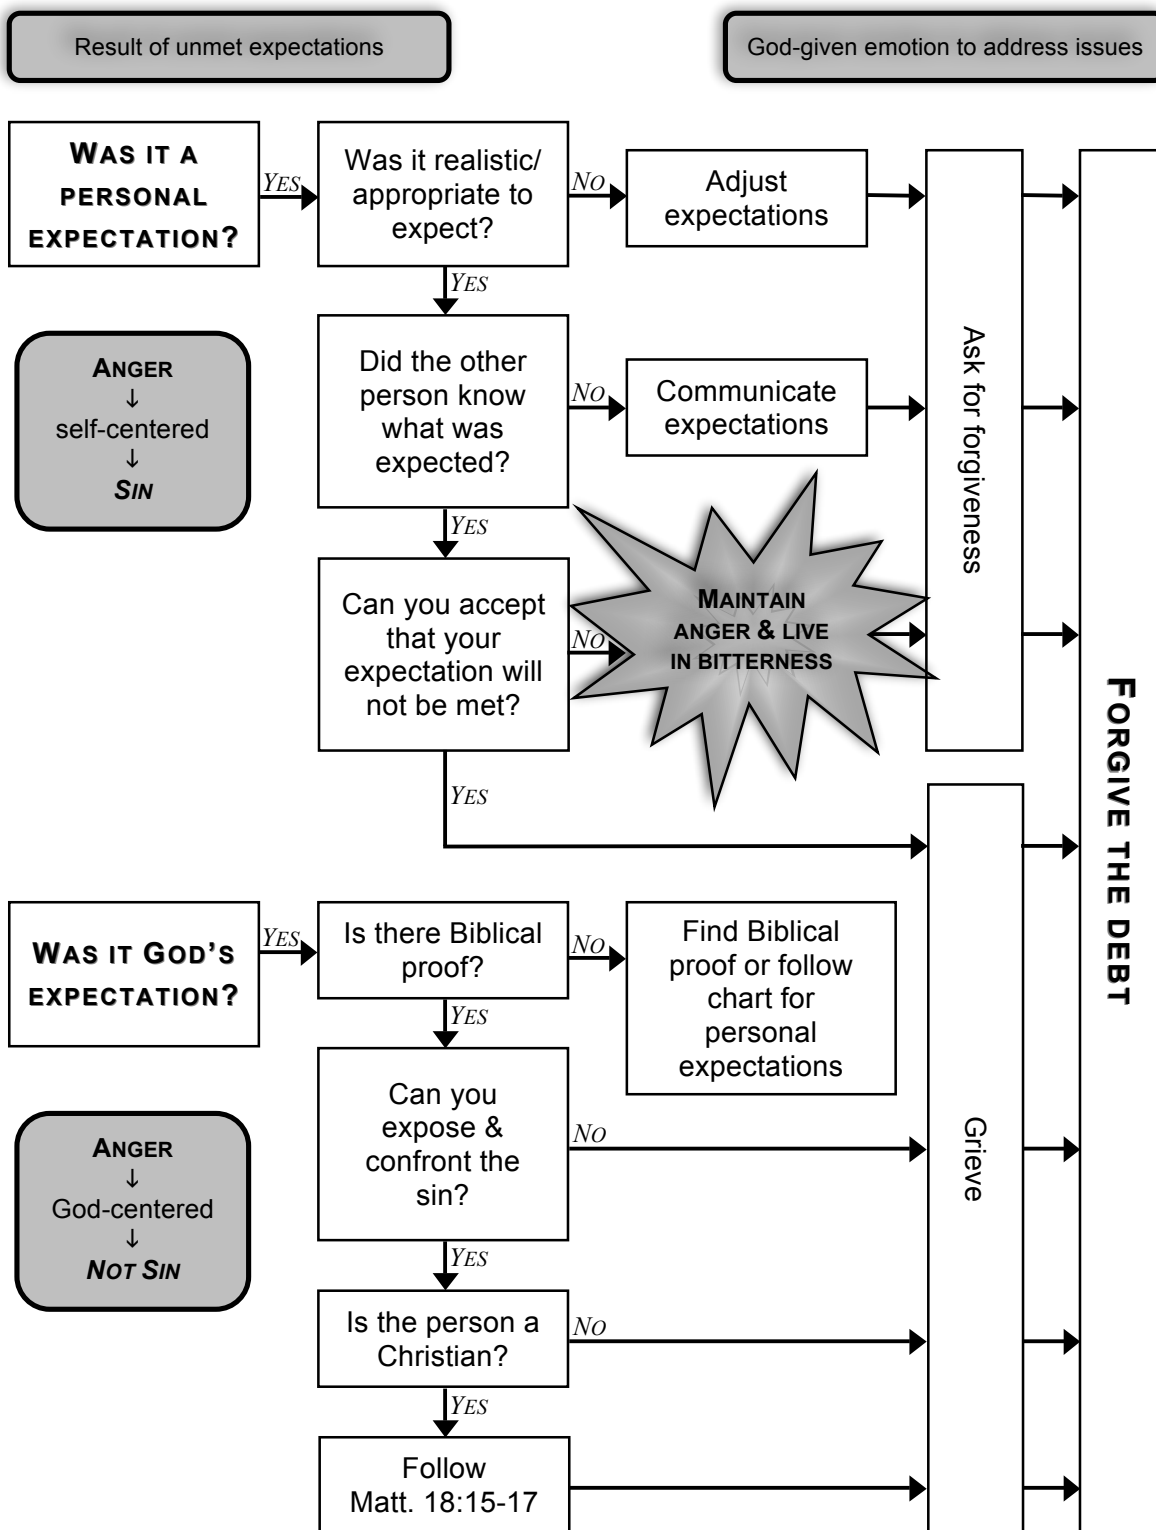 Result of unmet expectations
God-given emotion to address issues
WAS IT A
PERSONAL
EXPECTATION?
YES
Was it realistic/
appropriate to
expect?
NO
Adjust
expectations
YES
ANGER
↓
self-centered
↓
SIN
Did the other
person know
what was
expected?
NO
Communicate
expectations
Ask for forgiveness
YES
Can you accept
that your
expectation will
not be met?
NO
MAINTAIN
ANGER & LIVE
IN BITTERNESS
YES
FORGIVE THE DEBT
WAS IT GOD'S
EXPECTATION?
YES
Is there Biblical
proof?
NO
Find Biblical
proof or follow
chart for
personal
expectations
YES
ANGER
↓
God-centered
↓
NOT SIN
Can you
expose &
confront the
sin?
NO
Grieve
YES
Is the person a
Christian?
NO
YES
Follow
Matt. 18:15-17